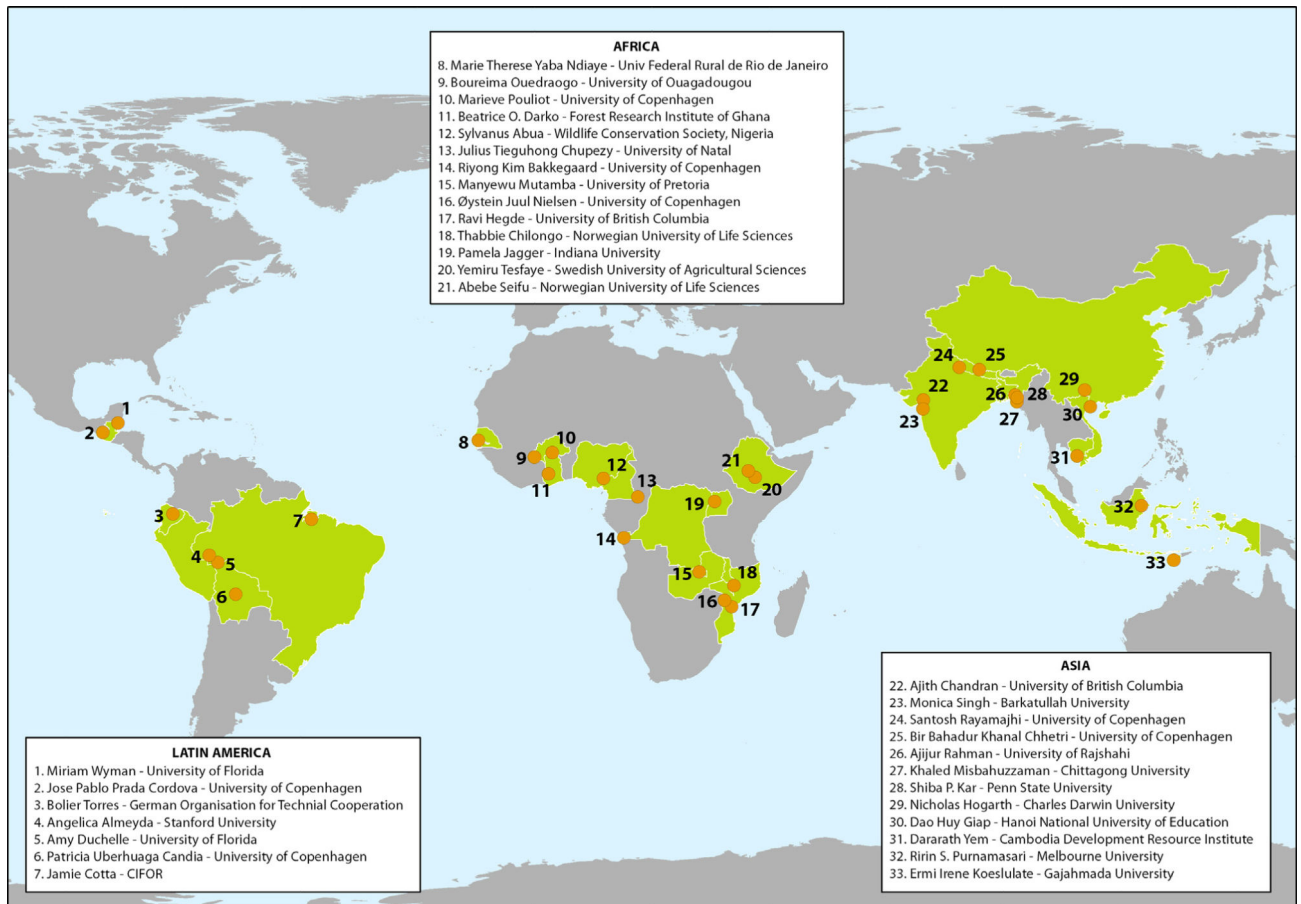 AFRICA
8. Marie Therese Yaba Ndiaye - Univ Federal Rural de Rio de Janeiro
9. Boureima Ouedraogo - University of Ouagadougou
10. Marieve Pouliot - University of Copenhagen
11. Beatrice O. Darko - Forest Research Institute of Ghana
12. Sylvanus Abua - Wildlife Conservation Society, Nigeria
13. Julius Tieguhong Chupezy - University of Natal
14. Riyong Kim Bakkegaard - University of Copenhagen
15. Manyewu Mutamba - University of Pretoria
16. Øystein Juul Nielsen - University of Copenhagen
17. Ravi Hegde - University of British Columbia
18. Thabbie Chilongo - Norwegian University of Life Sciences
19. Pamela Jagger - Indiana University
20. Yemiru Tesfaye - Swedish University of Agricultural Sciences
21. Abebe Seifu - Norwegian University of Life Sciences
1
2
3
4
5
6
7
8
9
10
11
12
13
14
15
16
17
18
19
20
21
22
23
24
25
26
27
28
29
30
31
32
33
LATIN AMERICA
1. Miriam Wyman - University of Florida
2. Jose Pablo Prada Cordova - University of Copenhagen
3. Bolier Torres - German Organisation for Technial Cooperation
4. Angelica Almeyda - Stanford University
5. Amy Duchelle - University of Florida
6. Patricia Uberhuaga Candia - University of Copenhagen
7. Jamie Cotta - CIFOR
ASIA
22. Ajith Chandran - University of British Columbia
23. Monica Singh - Barkatullah University
24. Santosh Rayamajhi - University of Copenhagen
25. Bir Bahadur Khanal Chhetri - University of Copenhagen
26. Ajijur Rahman - University of Rajshahi
27. Khaled Misbahuzzaman - Chittagong University
28. Shiba P. Kar - Penn State University
29. Nicholas Hogarth - Charles Darwin University
30. Dao Huy Giap - Hanoi National University of Education
31. Dararath Yem - Cambodia Development Resource Institute
32. Ririn S. Purnamasari - Melbourne University
33. Ermi Irene Koeslulate - Gajahmada University